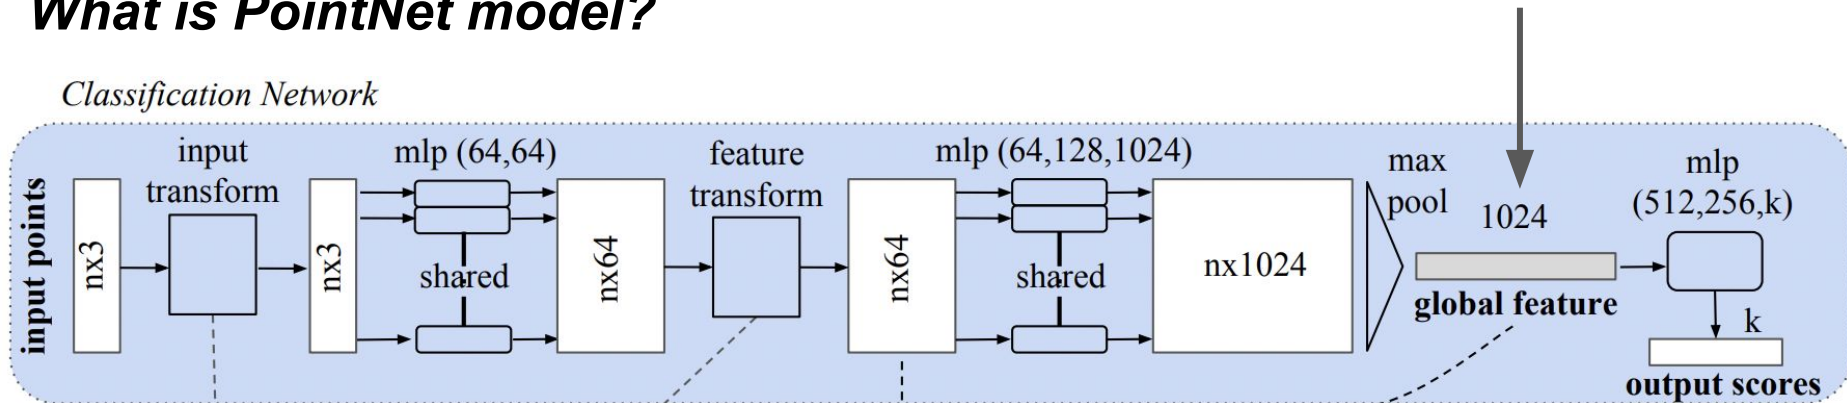 What is PointNet model?
Classification Network
input points
nx3
input
transform
nx3
mlp (64,64)
shared
nx64
feature
transform
nx64
mlp (64,128,1024)
shared
nx1024
max
pool
1024
global feature
mlp
(512,256,k)
k
output scores